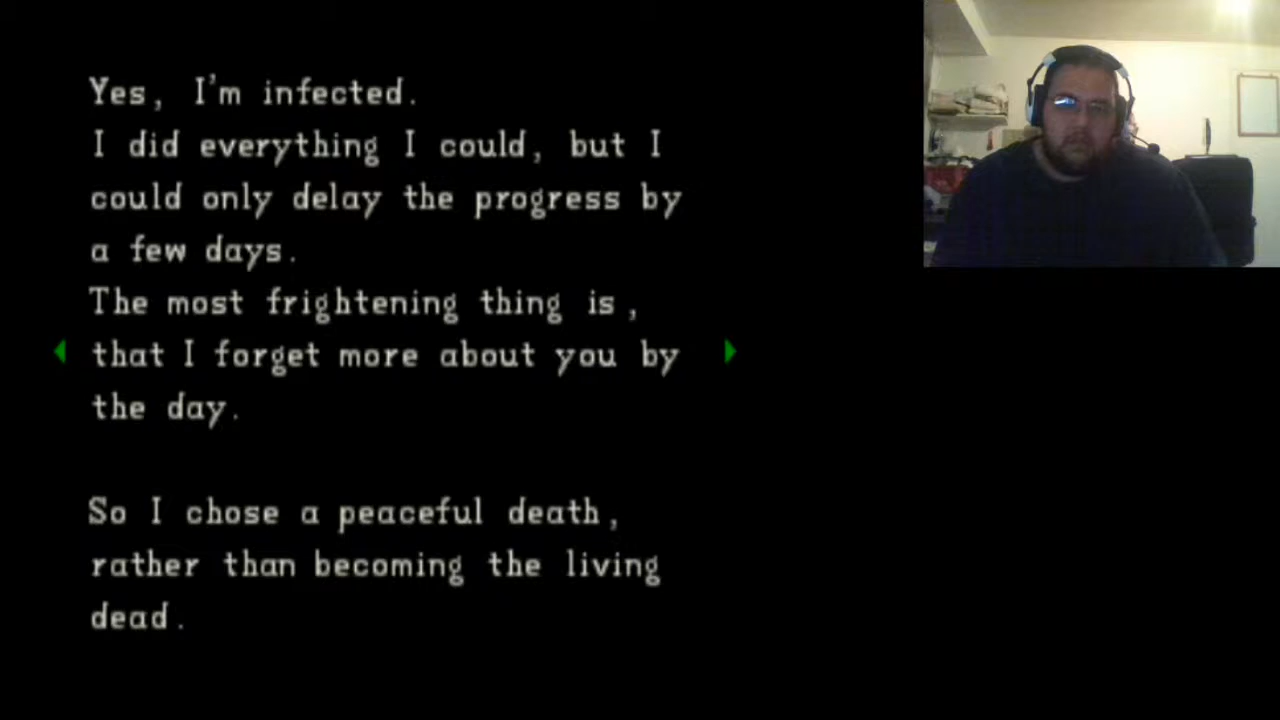 Yes, I'm infected.
I did everything I could, but I
could only delay the progress by
a few days.
The most frightening thing is,
that I forget more about you by
the day.
So I chose a peaceful death,
rather than becoming the living
dead.